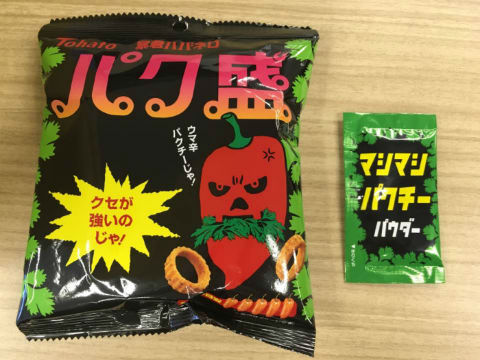 Tohato 暴君ハバネロ
パク盛
ウマ辛
パクチーじゃ!
クセが
強いの
じゃ!
マシマシ
パクチー
パウダー